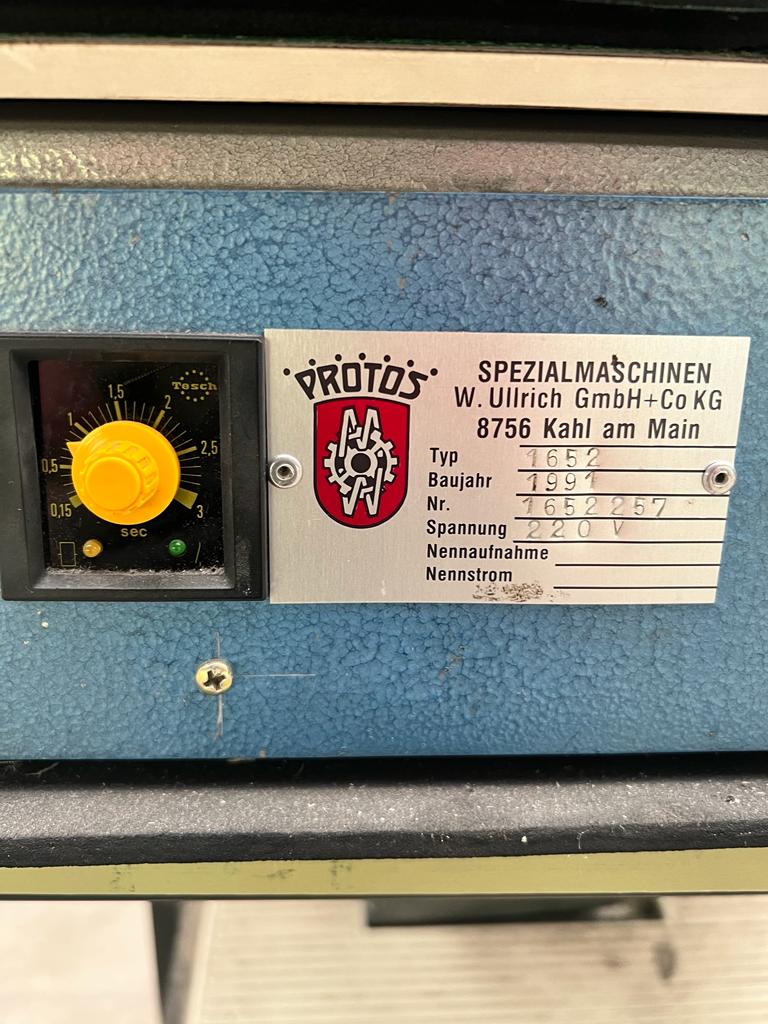 Tesch
0,15
0,5
1
1,5
2
2,5
3
sec
PROTOS
SPEZIALMASCHINEN
W. Ullrich GmbH+Co KG
8756 Kahl am Main
Typ 1652
Baujahr 1991
Nr. 1652257
Spannung 220 V
Nennaufnahme
Nennstrom